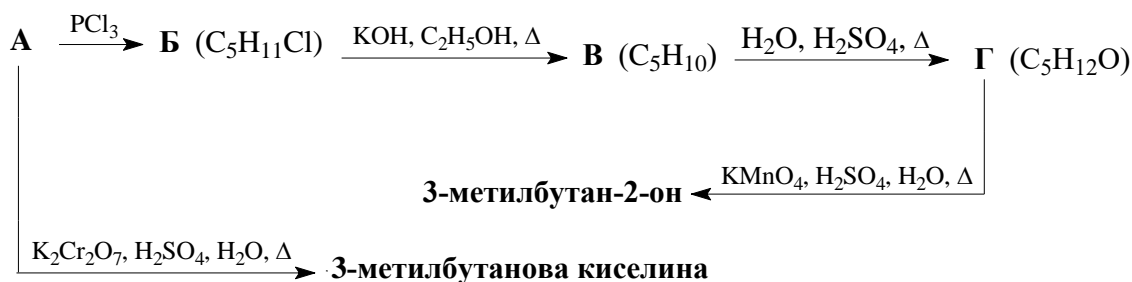 А PCl₃ Б (C₅H₁₁Cl) KOH, C₂H₅OH, Δ В (C₅H₁₀) H₂O, H₂SO₄, Δ Г (C₅H₁₂O)
3-метилбутан-2-он KMnO₄, H₂SO₄, H₂O, Δ
K₂Cr₂O₇, H₂SO₄, H₂O, Δ 3-метилбутанова киселина